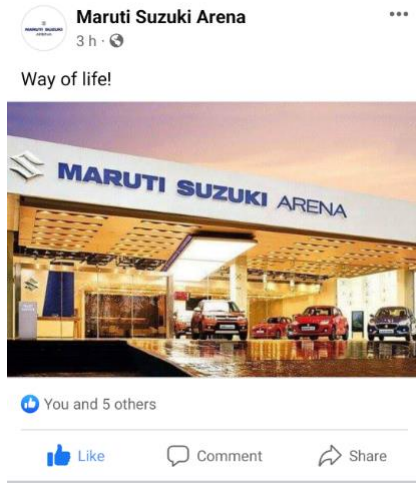 Maruti Suzuki Arena
3 h ·
Way of life!
MARUTI SUZUKI ARENA
You and 5 others
Like Comment Share